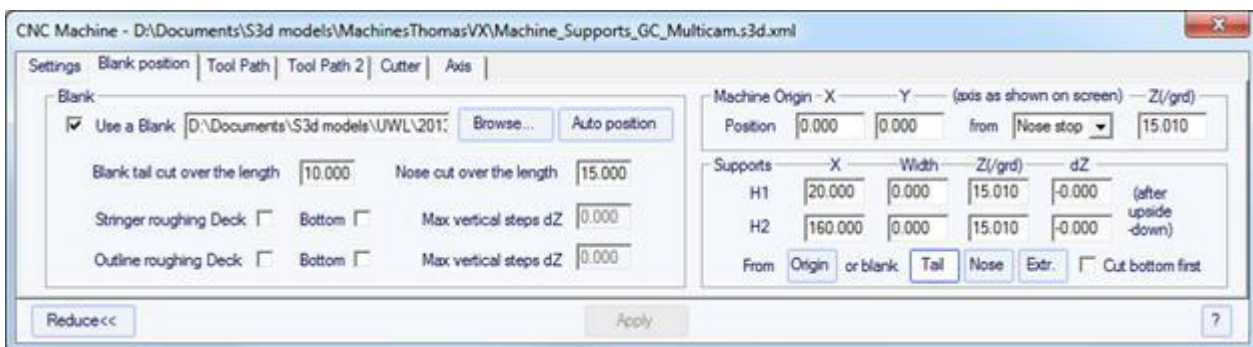 CNC Machine - D:\Documents\S3d models\MachinesThomasVX\Machine_Supports_GC_Multicam.s3d.xml
Settings Blank position Tool Path Tool Path 2 Cutter Axis
Blank
Use a Blank D:\Documents\S3d models\UWL\201 Browse... Auto position
Blank tail cut over the length 10.000 Nose cut over the length 15.000
Stringer roughing Deck Bottom Max vertical steps dZ 0.000
Outline roughing Deck Bottom Max vertical steps dZ 0.000
Machine Origin - X Y (axis as shown on screen) Z(/grd)
Position 0.000 0.000 from Nose stop 15.010
Supports X Width Z(/grd) dZ
H1 20.000 0.000 15.010 -0.000 (after
upside
-down)
H2 160.000 0.000 15.010 -0.000
From Origin or blank Tail Nose Extr. Cut bottom first
Reduce<< Apply ?